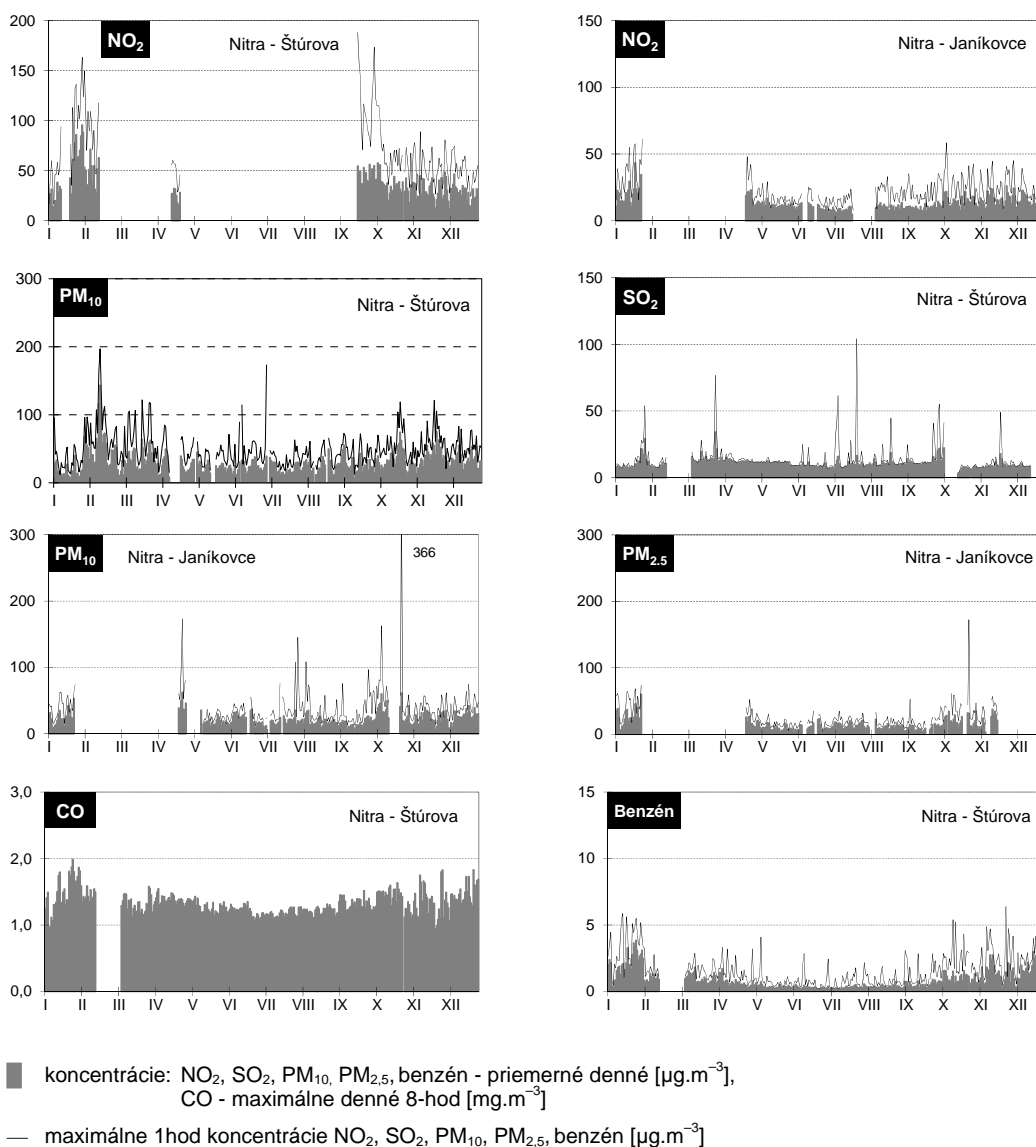 NO₂
Nitra - Štúrova
200
150
100
50
0
I II III IV V VI VII VIII IX X XI XII
NO₂
Nitra - Janíkovce
150
100
50
0
I II III IV V VI VII VIII IX X XI XII
PM₁₀
Nitra - Štúrova
300
200
100
0
I II III IV V VI VII VIII IX X XI XII
SO₂
Nitra - Štúrova
150
100
50
0
I II III IV V VI VII VIII IX X XI XII
PM₁₀
Nitra - Janíkovce
366
300
200
100
0
I II III IV V VI VII VIII IX X XI XII
PM₂.₅
Nitra - Janíkovce
300
200
100
0
I II III IV V VI VII VIII IX X XI XII
CO
Nitra - Štúrova
3,0
2,0
1,0
0,0
I II III IV V VI VII VIII IX X XI XII
Benzén
Nitra - Štúrova
15
10
5
0
I II III IV V VI VII VIII IX X XI XII
koncentrácie: NO₂, SO₂, PM₁₀, PM₂,₅, benzén - priemerné denné [µg.m⁻³],
CO - maximálne denné 8-hod [mg.m⁻³]
— maximálne 1hod koncentrácie NO₂, SO₂, PM₁₀, PM₂,₅, benzén [µg.m⁻³]